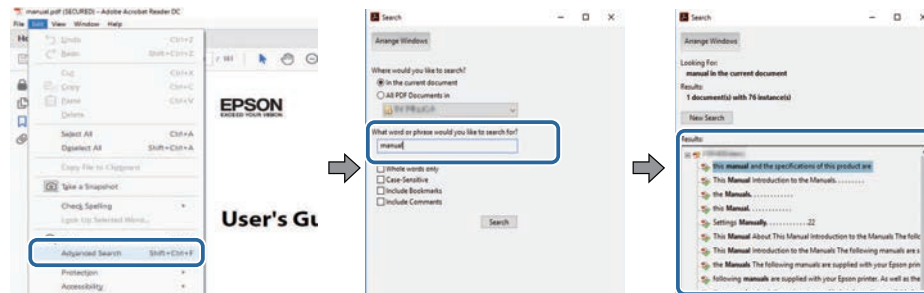 manual.pdf (SECURED) - Adobe Acrobat Reader DC
File Edit View Window Help
Undo Ctrl+Z
Redo Shift+Ctrl+Z
Cut Ctrl+X
Copy Ctrl+C
Paste Ctrl+V
Delete
Select All Ctrl+A
Deselect All Shift+Ctrl+A
Copy File to Clipboard
Take a Snapshot
Check Spelling
Look Up Selected Word...
Advanced Search Shift+Ctrl+F
Protection
Accessibility
EPSON
EXCEED YOUR VISION
User's Gu
Search
Arrange Windows
Where would you like to search?
In the current document
All PDF Documents in
What word or phrase would you like to search for?
manual
Whole words only
Case-Sensitive
Include Bookmarks
Include Comments
Search
Search
Arrange Windows
Looking For:
manual in the current document
Results:
1 document(s) with 76 instance(s)
New Search
Results:
this manual and the specifications of this product are
This Manual Introduction to the Manuals.........
the Manuals.............
this Manual.............
Settings Manually.............22
This Manual About This Manual Introduction to the Manuals The follo
This Manual Introduction to the Manuals The following manuals are s
the Manuals The following manuals are supplied with your Epson prin
following manuals are supplied with your Epson printer. As well as the